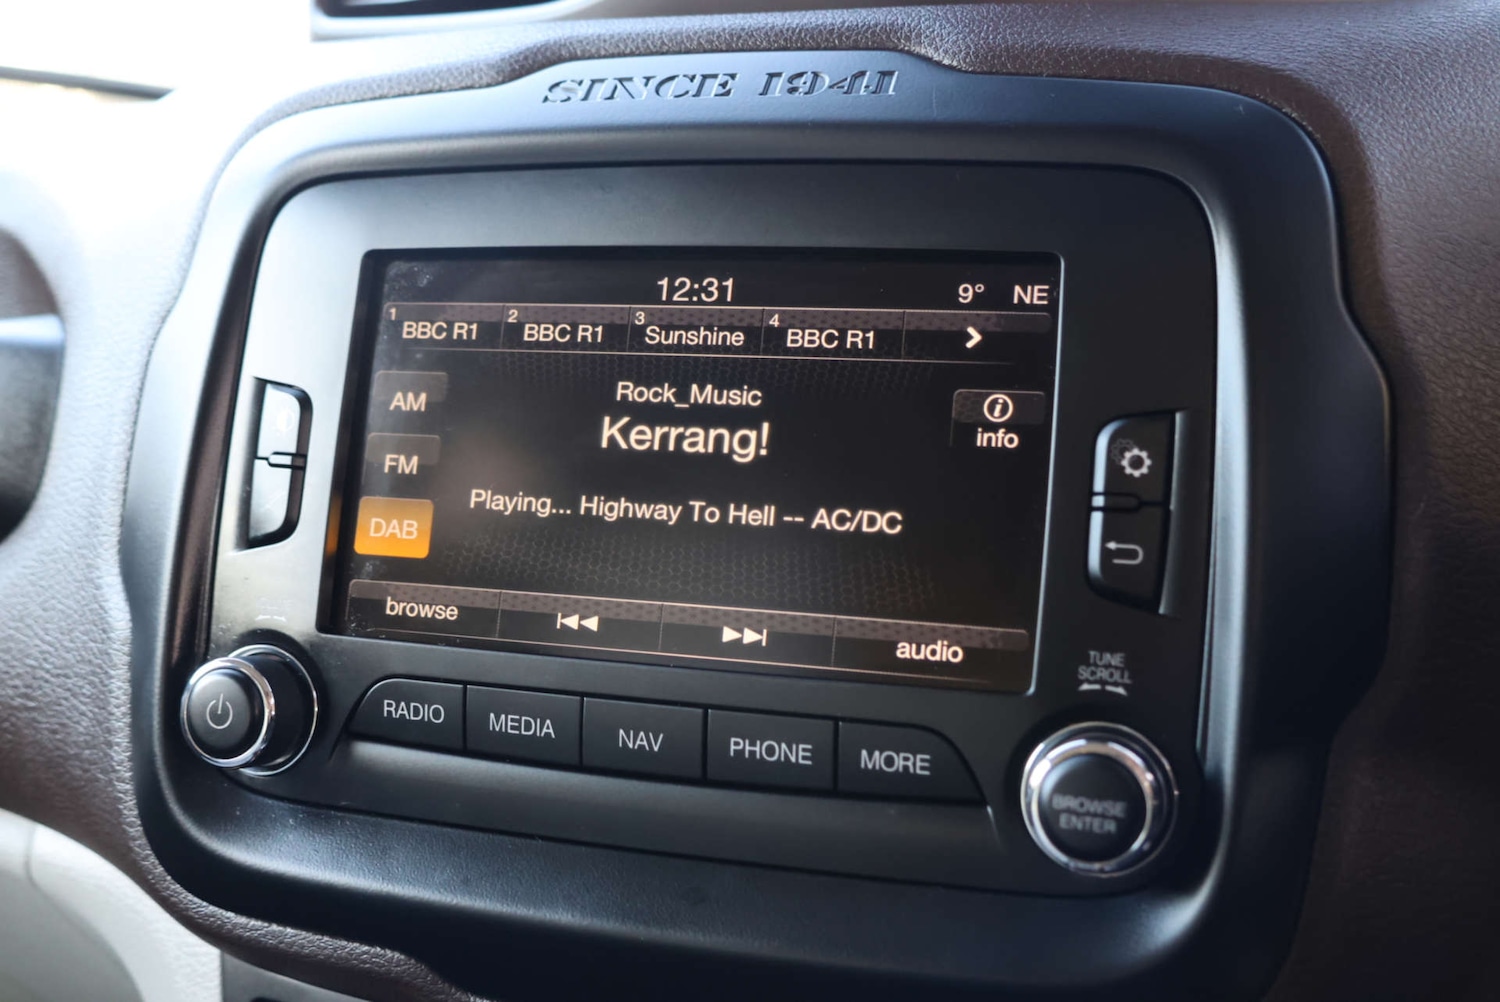 SINCE 1941
12:31
9° NE
1 BBC R1 2 BBC R1 3 Sunshine 4 BBC R1
Rock_Music
Kerrang!
Playing... Highway To Hell -- AC/DC
AM
FM
DAB
info
browse
audio
TUNE
SCROLL
RADIO MEDIA NAV PHONE MORE
BROWSE
ENTER